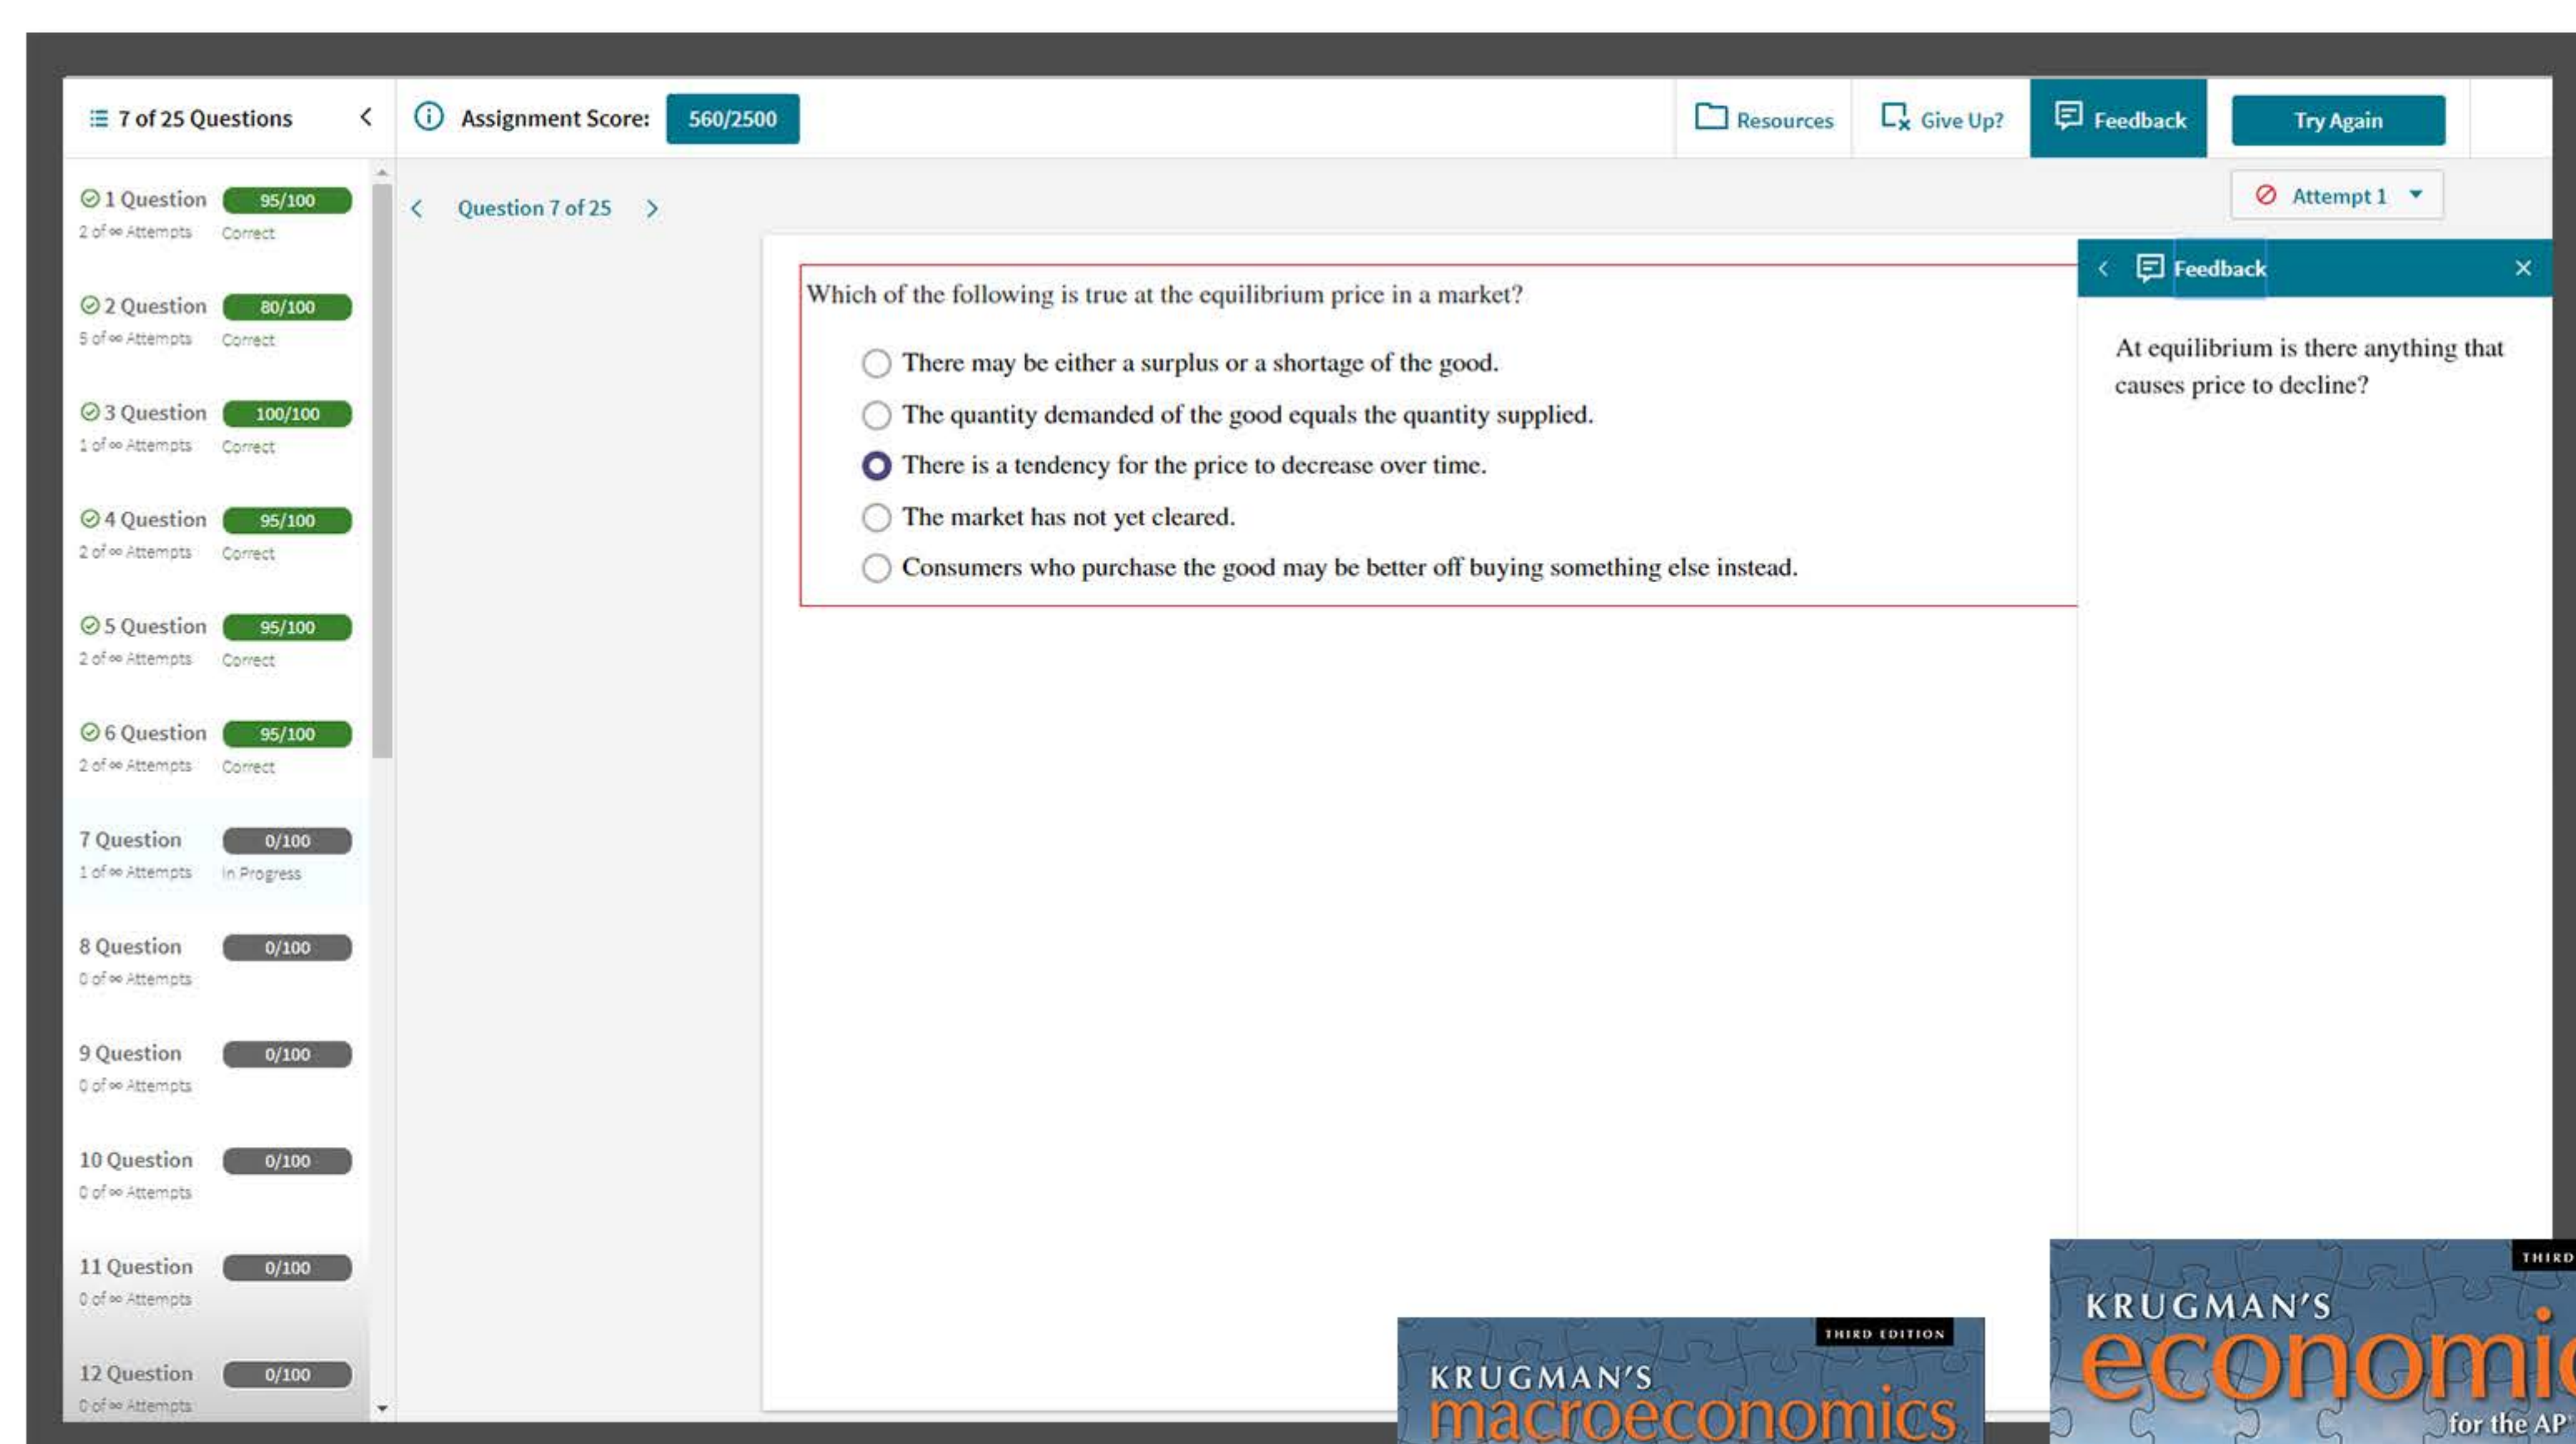 7 of 25 Questions
Assignment Score: 560/2500
Resources
Give Up?
Feedback
Try Again
1 Question 95/100
2 of ∞ Attempts Correct
2 Question 80/100
5 of ∞ Attempts Correct
3 Question 100/100
1 of ∞ Attempts Correct
4 Question 95/100
2 of ∞ Attempts Correct
5 Question 95/100
2 of ∞ Attempts Correct
6 Question 95/100
2 of ∞ Attempts Correct
7 Question 0/100
1 of ∞ Attempts In Progress
8 Question 0/100
0 of ∞ Attempts
9 Question 0/100
0 of ∞ Attempts
10 Question 0/100
0 of ∞ Attempts
11 Question 0/100
0 of ∞ Attempts
12 Question 0/100
0 of ∞ Attempts
Question 7 of 25
Attempt 1
Which of the following is true at the equilibrium price in a market?
There may be either a surplus or a shortage of the good.
The quantity demanded of the good equals the quantity supplied.
There is a tendency for the price to decrease over time.
The market has not yet cleared.
Consumers who purchase the good may be better off buying something else instead.
Feedback
At equilibrium is there anything that
causes price to decline?
THIRD EDITION
KRUGMAN'S
macroeconomics
THIRD
KRUGMAN'S
economic
for the AP